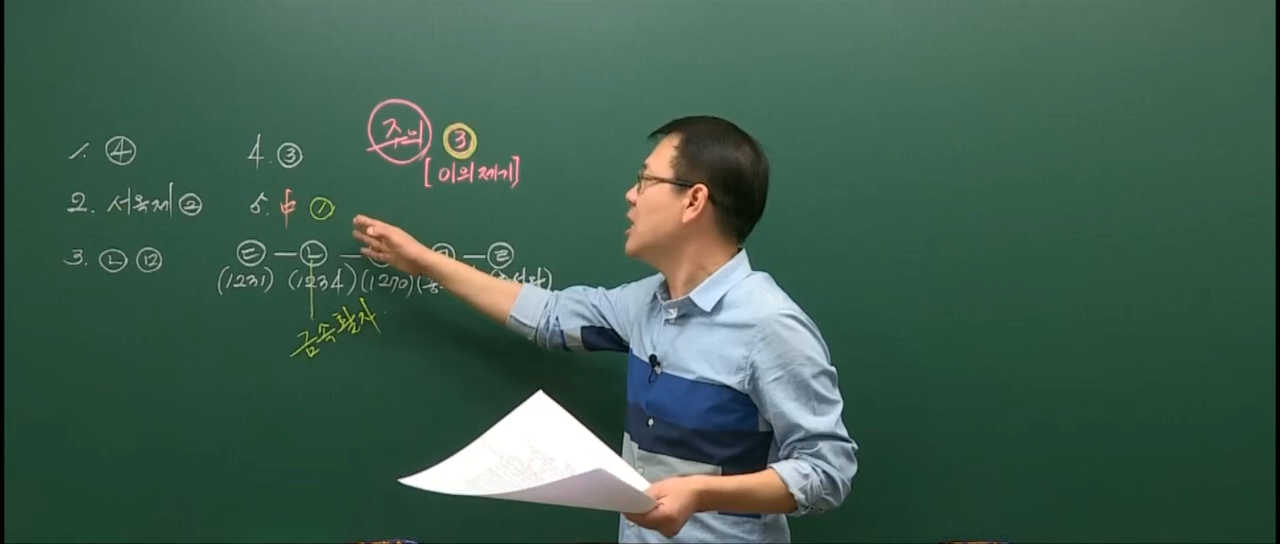 1. ④
2. 서옥제 ②
3. ㉡ ㉤
4. ③
5. 中 ①
주의 ③
[이의제기]
㉢ — ㉡ — — ㉣
(1231) (1234) (1270)
금속활자